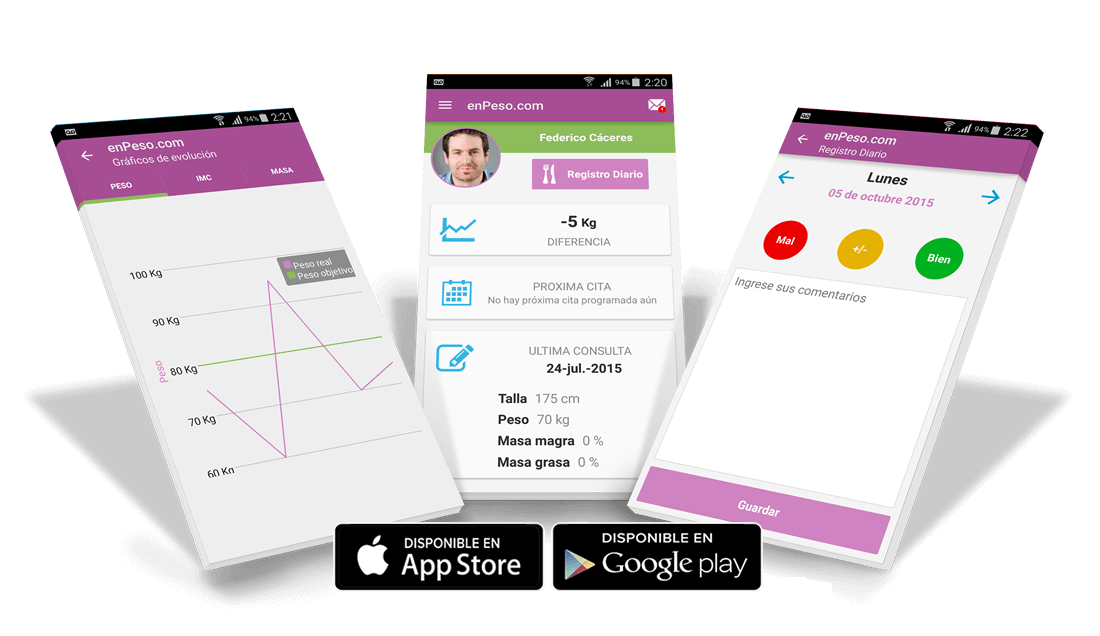 94% 2:21
enPeso.com
Gráficos de evolución
PESO IMC MASA
Peso real
Peso objetivo
100 Kg
90 Kg
80 Kg
70 Kg
60 Kg
Peso
94% 2:20
enPeso.com
Federico Cáceres
Registro Diario
-5 Kg
DIFERENCIA
PROXIMA CITA
No hay próxima cita programada aún
ULTIMA CONSULTA
24-jul.-2015
Talla 175 cm
Peso 70 kg
Masa magra 0 %
Masa grasa 0 %
94% 2:22
enPeso.com
Registro Diario
Lunes
05 de octubre 2015
Mal +/- Bien
Ingrese sus comentarios
Guardar
DISPONIBLE EN
App Store
DISPONIBLE EN
Google play